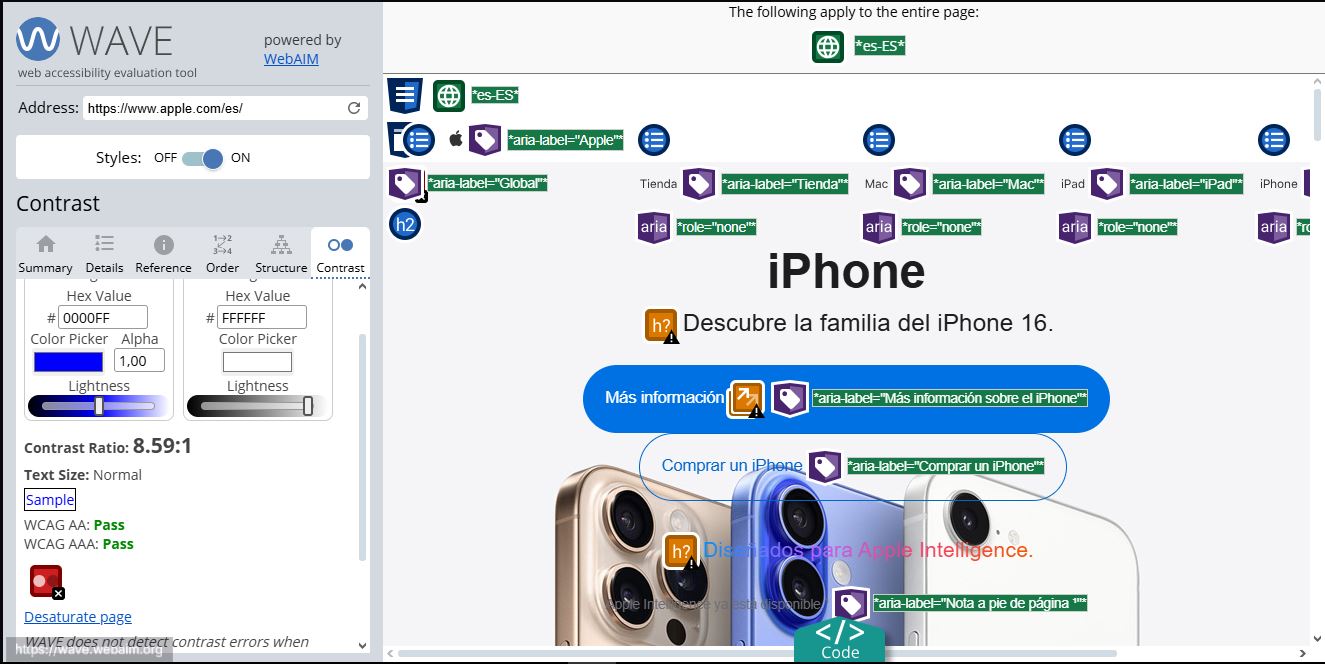 WAVE
web accessibility evaluation tool
powered by
WebAIM
Address: https://www.apple.com/es/
Styles: OFF ON
Contrast
Summary Details Reference Order Structure Contrast
Hex Value Hex Value
# 0000FF # FFFFFF
Color Picker Alpha Color Picker
1,00
Lightness Lightness
Contrast Ratio: 8.59:1
Text Size: Normal
Sample
WCAG AA: Pass
WCAG AAA: Pass
Desaturate page
WAVE does not detect contrast errors when
https://wave.webaim.org
The following apply to the entire page:
*es-ES*
*es-ES*
*aria-label="Apple"*
*aria-label="Global"*
Tienda *aria-label="Tienda"* Mac *aria-label="Mac"* iPad *aria-label="iPad"* iPhone
h2 aria *role="none"* aria *role="none"* aria *role="none"* aria
iPhone
h? Descubre la familia del iPhone 16.
Más información *aria-label="Más información sobre el iPhone"*
Comprar un iPhone *aria-label="Comprar un iPhone"*
h? Diseñados para Apple Intelligence.
Apple Intelligence ya está disponible *aria-label="Nota a pie de página ¹"*
</> Code